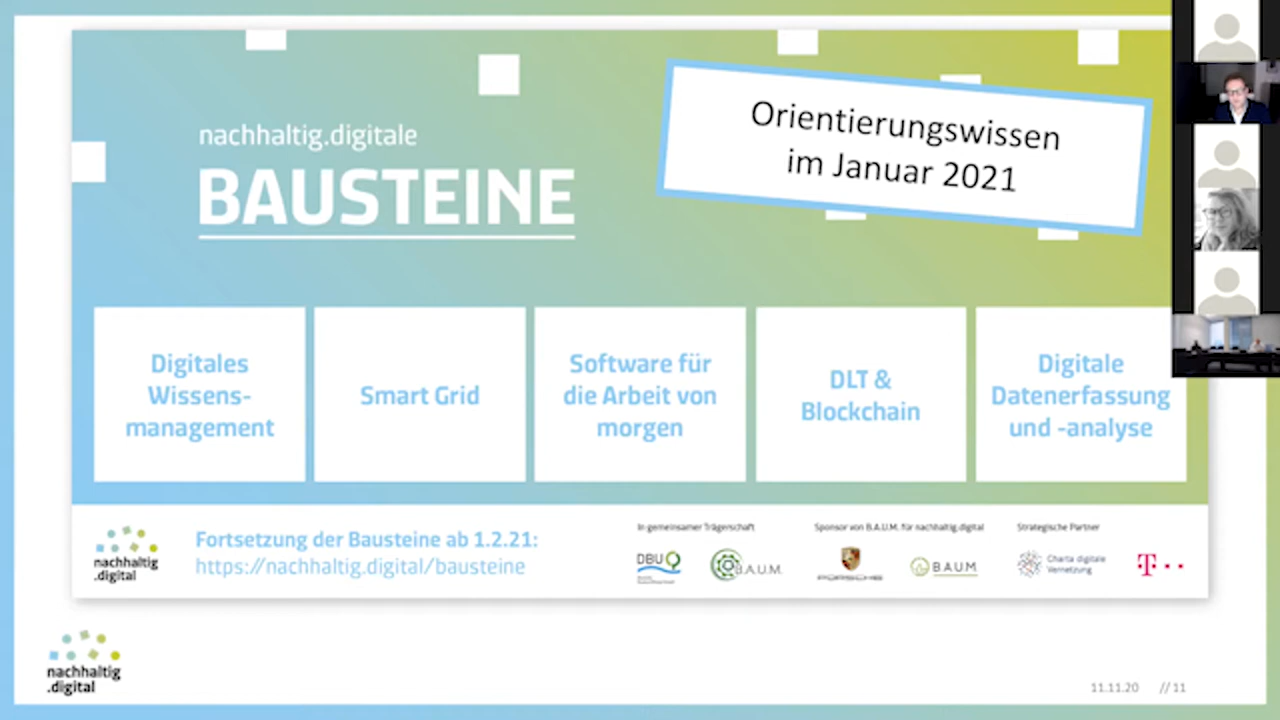 nachhaltig.digitale
BAUSTEINE
Orientierungswissen
im Januar 2021
Digitales
Wissens-
management
Smart Grid
Software für
die Arbeit von
morgen
DLT &
Blockchain
Digitale
Datenerfassung
und -analyse
nachhaltig
.digital
Fortsetzung der Bausteine ab 1.2.21:
https://nachhaltig.digital/bausteine
In gemeinsamer Trägerschaft
DBU
B.A.U.M.
Sponsor von B.A.U.M. für nachhaltig.digital
PORSCHE
B.A.U.M.
Strategische Partner
Charta digitale
Vernetzung
T
nachhaltig
.digital
11.11.20 // 11